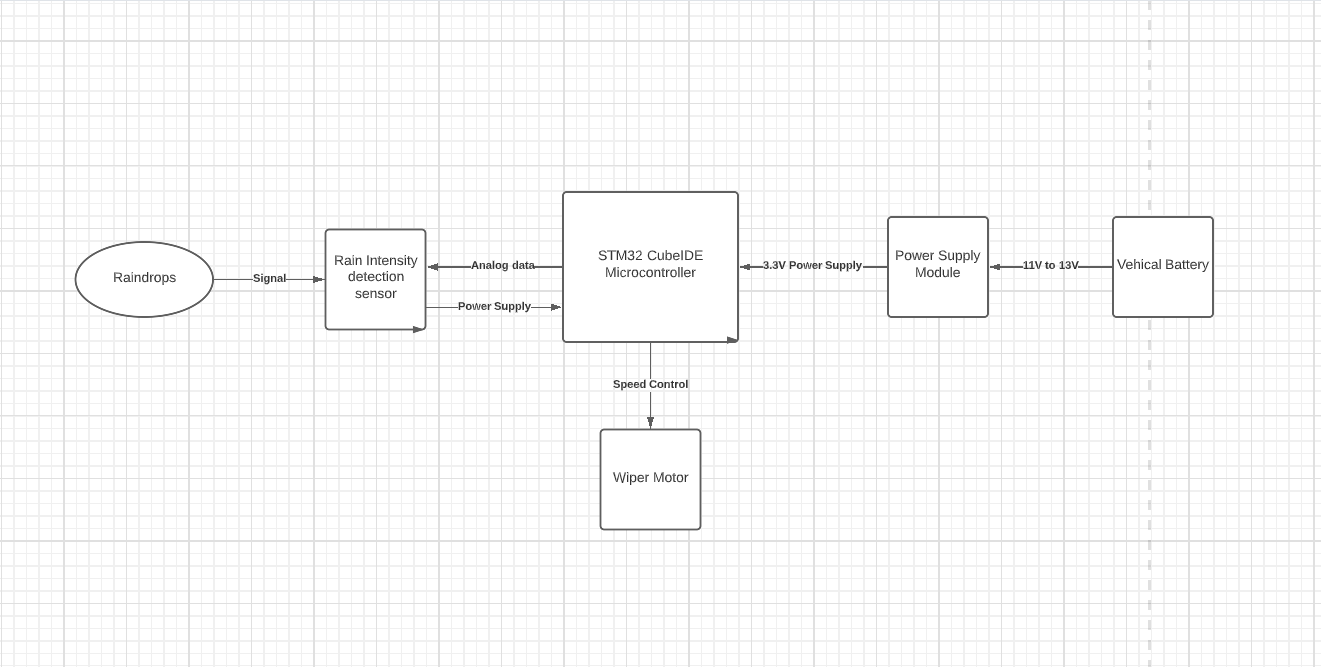 Raindrops
Signal
Rain Intensity
detection
sensor
Analog data
Power Supply
STM32 CubeIDE
Microcontroller
3.3V Power Supply
Power Supply
Module
11V to 13V
Vehical Battery
Speed Control
Wiper Motor